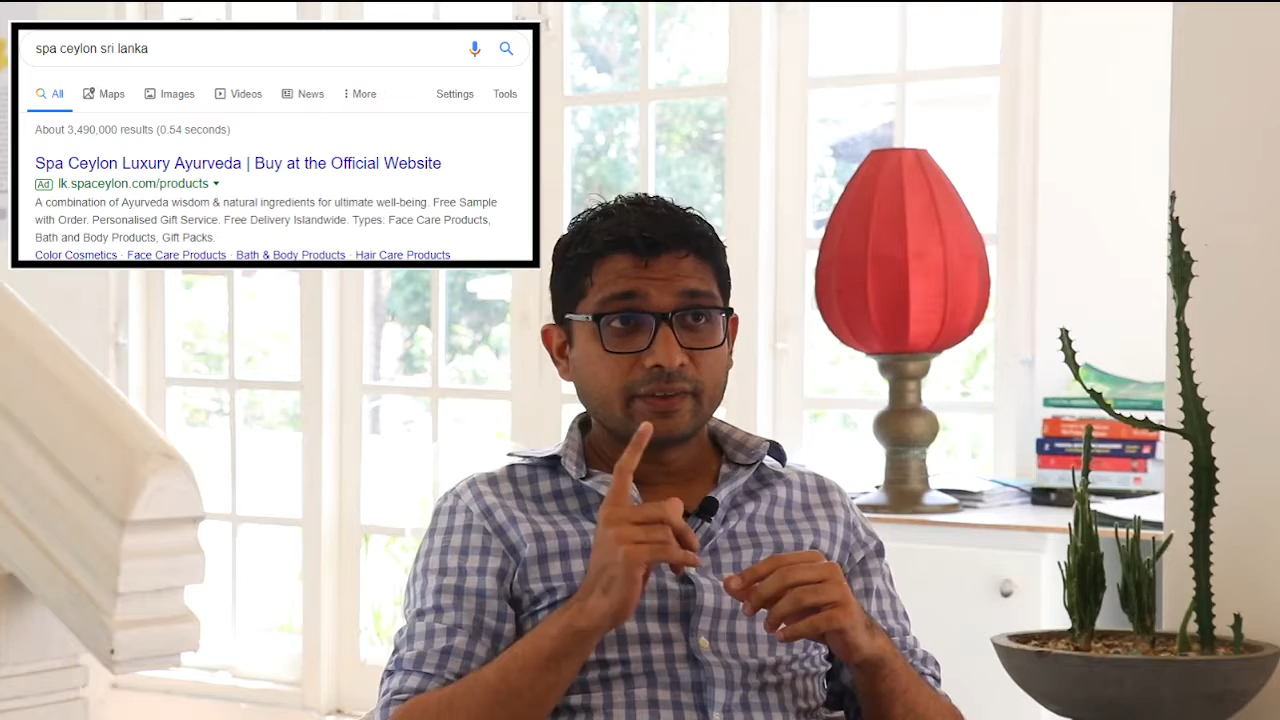 spa ceylon sri lanka
All Maps Images Videos News More Settings Tools
About 3,490,000 results (0.54 seconds)
Spa Ceylon Luxury Ayurveda | Buy at the Official Website
Ad lk.spaceylon.com/products
A combination of Ayurveda wisdom & natural ingredients for ultimate well-being. Free Sample
with Order. Personalised Gift Service. Free Delivery Islandwide. Types: Face Care Products,
Bath and Body Products, Gift Packs.
Color Cosmetics · Face Care Products · Bath & Body Products · Hair Care Products